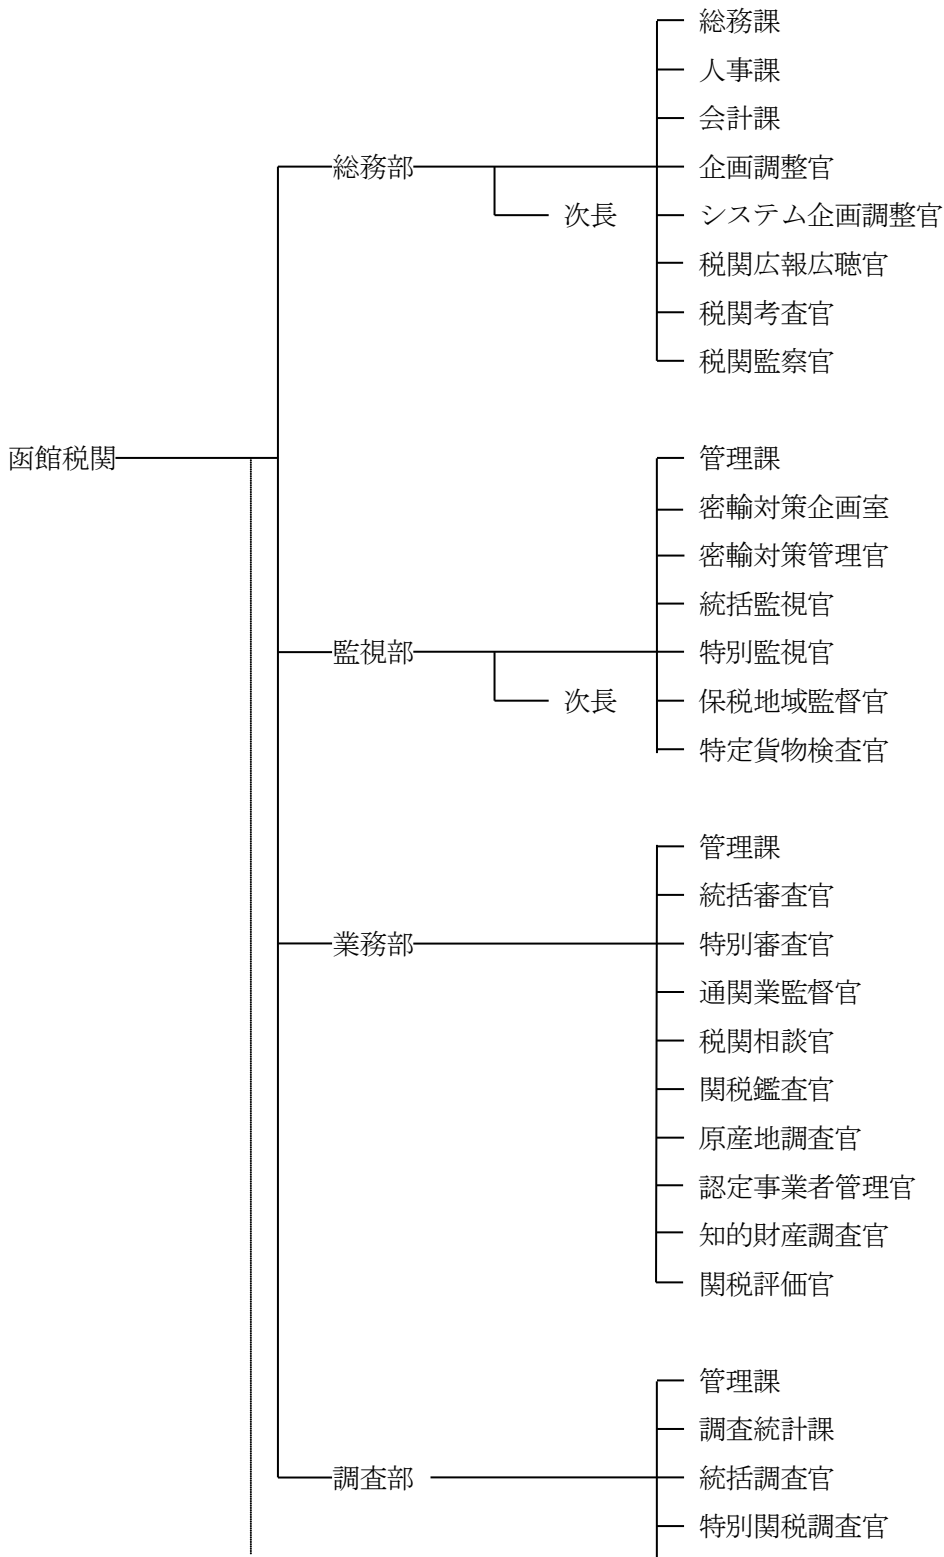 総務課
人事課
会計課
総務部 企画調整官
次長 システム企画調整官
税関広報広聴官
税関考査官
税関監察官
函館税関 管理課
密輸対策企画室
密輸対策管理官
統括監視官
監視部 特別監視官
次長 保税地域監督官
特定貨物検査官
管理課
統括審査官
業務部 特別審査官
通関業監督官
税関相談官
関税鑑査官
原産地調査官
認定事業者管理官
知的財産調査官
関税評価官
管理課
調査統計課
調査部 統括調査官
特別関税調査官